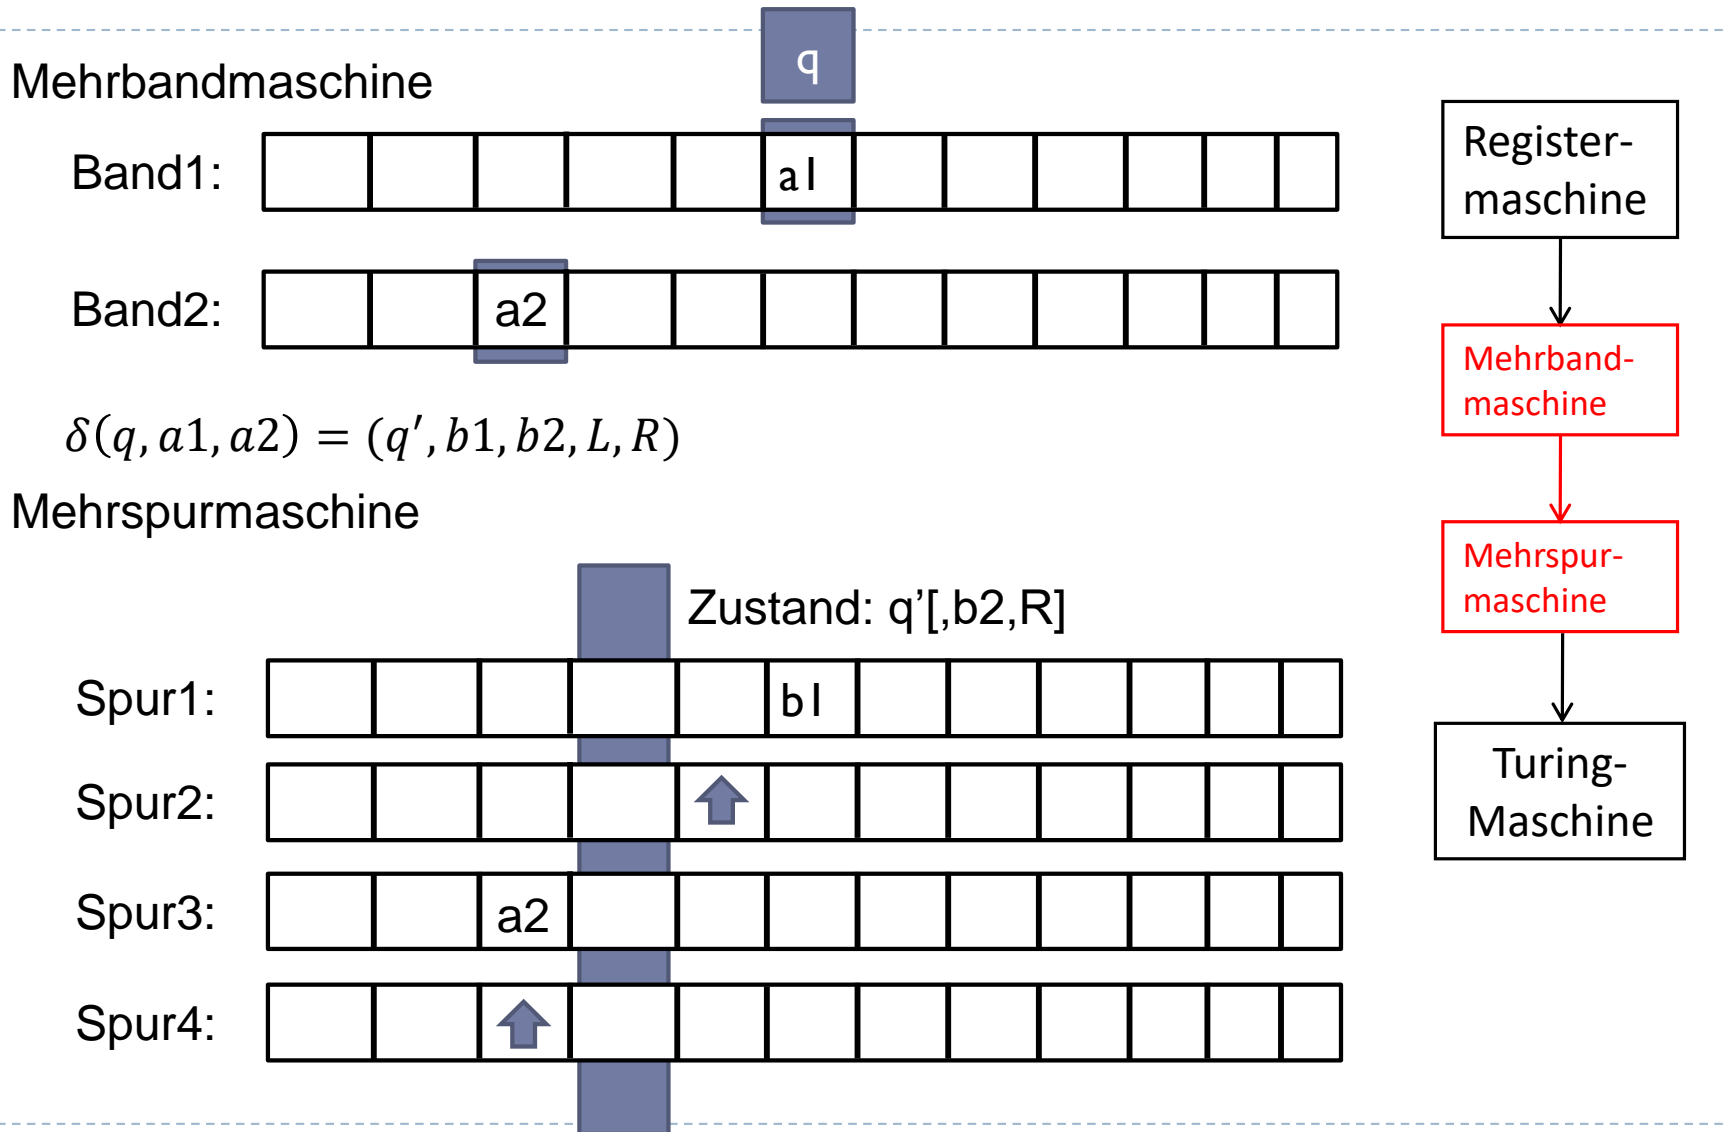 q
Mehrbandmaschine
Band1:
a1
Band2:
a2
δ(q, a1, a2) = (q′, b1, b2, L, R)
Mehrspurmaschine
Zustand: q’[,b2,R]
Spur1:
b1
Spur2:
Spur3:
a2
Spur4:
Register-
maschine
Mehrband-
maschine
Mehrspur-
maschine
Turing-
Maschine